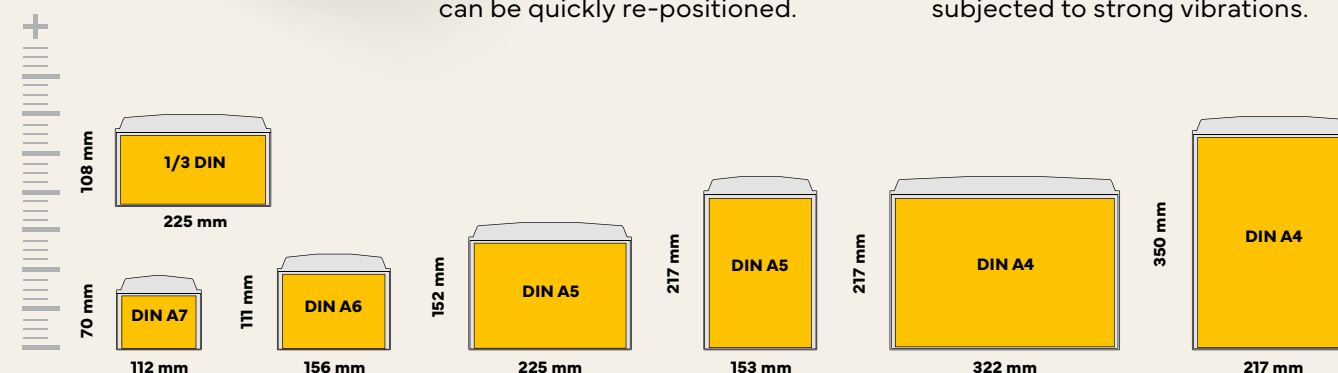 can be quickly re-positioned.
subjected to strong vibrations.
108 mm
1/3 DIN
225 mm
70 mm
DIN A7
112 mm
111 mm
DIN A6
156 mm
152 mm
DIN A5
225 mm
217 mm
DIN A5
153 mm
217 mm
DIN A4
322 mm
350 mm
DIN A4
217 mm